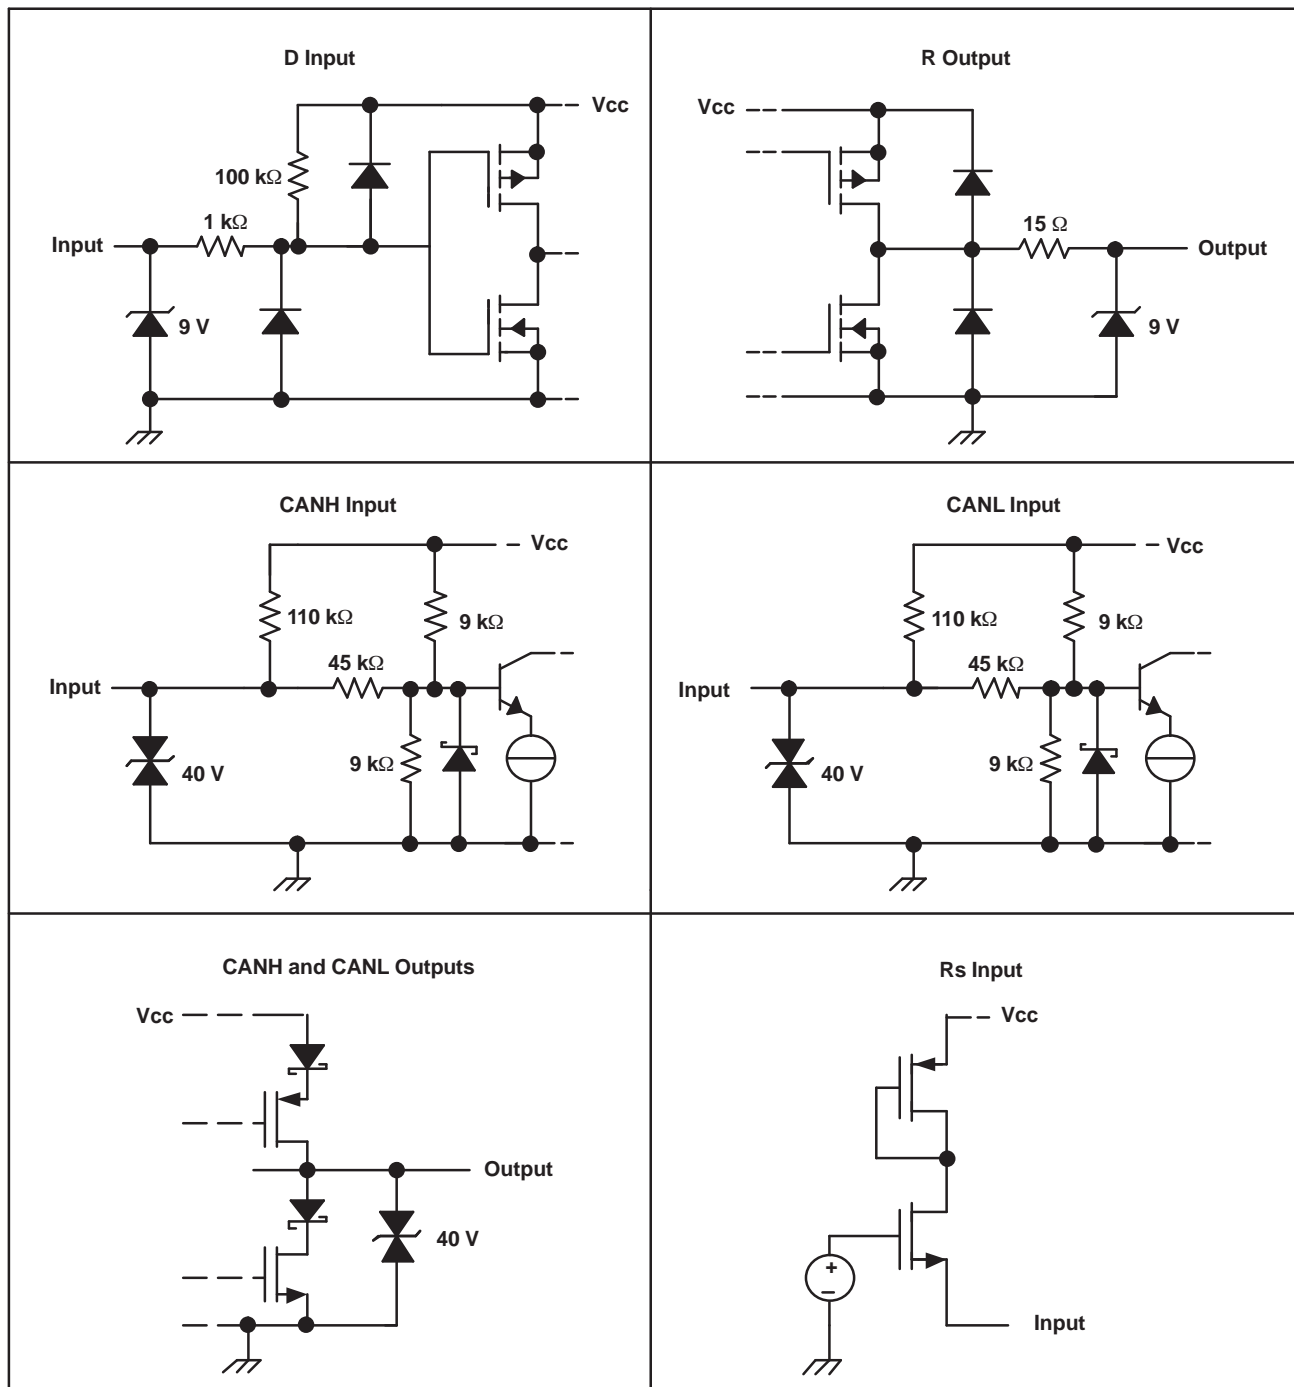 D Input
Vcc
100 kΩ
1 kΩ
Input
9 V
R Output
Vcc
15 Ω
Output
9 V
CANH Input
Vcc
110 kΩ
9 kΩ
45 kΩ
Input
9 kΩ
40 V
CANL Input
Vcc
110 kΩ
9 kΩ
45 kΩ
Input
9 kΩ
40 V
CANH and CANL Outputs
Vcc
Output
40 V
Rs Input
Vcc
+
−
Input